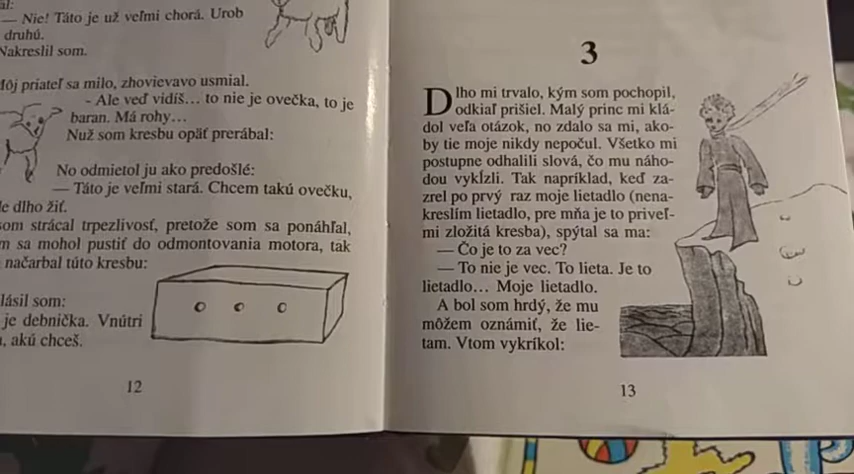 — Nie! Táto je už veľmi chorá. Urob
druhú.
Nakreslil som.
Môj priateľ sa milo, zhovievavo usmial.
- Ale veď vidíš… to nie je ovečka, to je
baran. Má rohy…
Nuž som kresbu opäť prerábal:
No odmietol ju ako predošlé:
— Táto je veľmi stará. Chcem takú ovečku,
dlho žiť.
som strácal trpezlivosť, pretože som sa ponáhľal,
sa mohol pustiť do odmontovania motora, tak
načarbal túto kresbu:
som:
je debnička. Vnútri
akú chceš.
12
3
Dlho mi trvalo, kým som pochopil,
odkiaľ prišiel. Malý princ mi klá-
dol veľa otázok, no zdalo sa mi, ako-
by tie moje nikdy nepočul. Všetko mi
postupne odhalili slová, čo mu náho-
dou vykĺzli. Tak napríklad, keď za-
zrel po prvý raz moje lietadlo (nena-
kreslím lietadlo, pre mňa je to priveľ-
mi zložitá kresba), spýtal sa ma:
— Čo je to za vec?
— To nie je vec. To lieta. Je to
lietadlo… Moje lietadlo.
A bol som hrdý, že mu
môžem oznámiť, že lie-
tam. Vtom vykríkol:
13